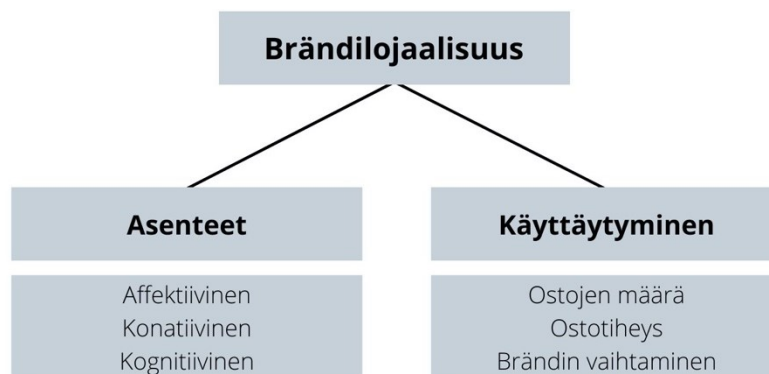 Brändilojaalisuus
Asenteet
Affektiivinen
Konatiivinen
Kognitiivinen
Käyttäytyminen
Ostojen määrä
Ostotiheys
Brändin vaihtaminen